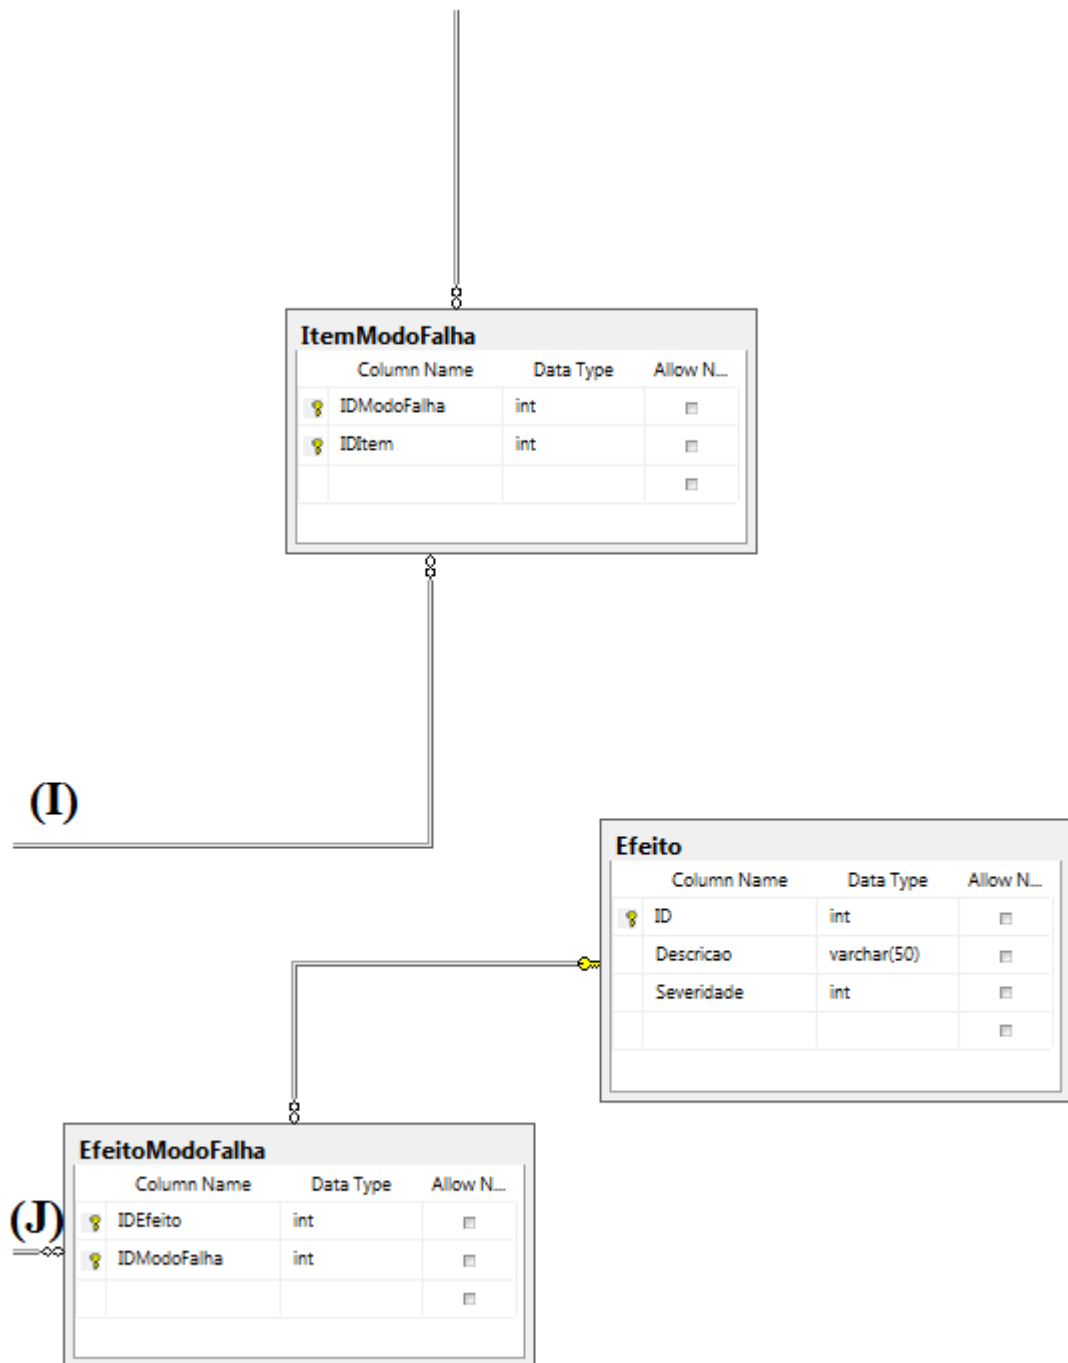 ItemModoFalha
Column Name Data Type Allow N...
IDModoFalha int
IDItem int
(I)
Efeito
Column Name Data Type Allow N...
ID int
Descricao varchar(50)
Severidade int
EfeitoModoFalha
Column Name Data Type Allow N...
(J)
IDEfeito int
IDModoFalha int